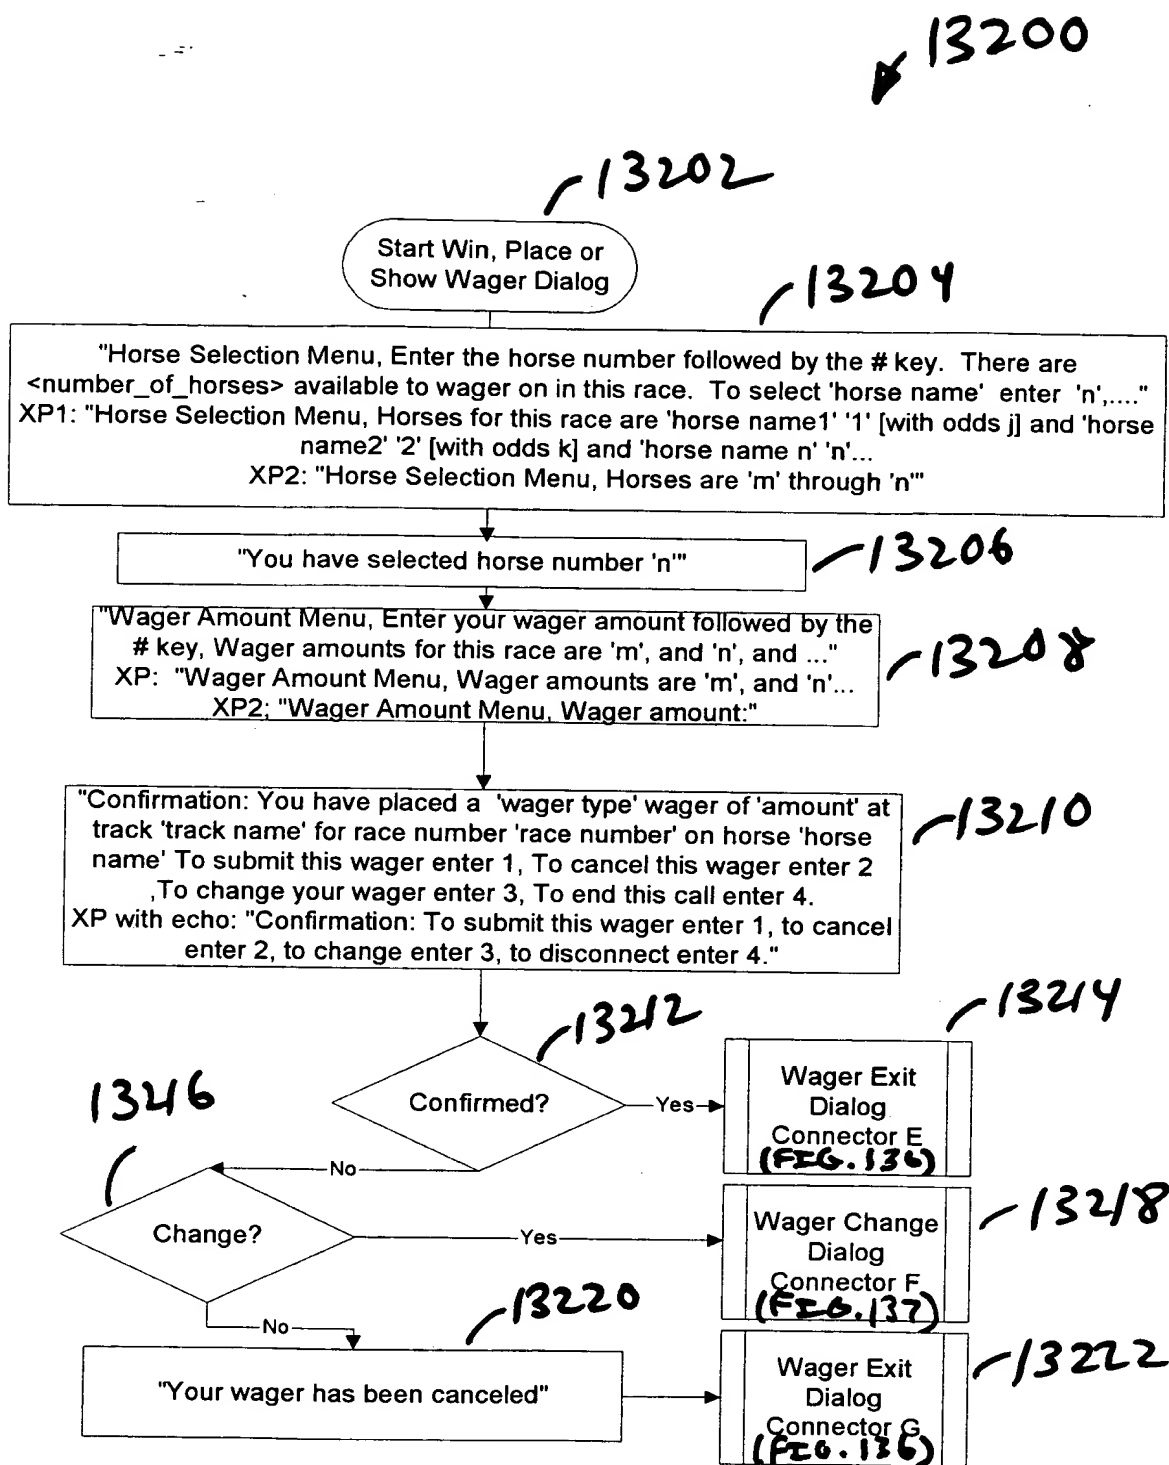 13200
13202
Start Win, Place or
Show Wager Dialog
13204
"Horse Selection Menu, Enter the horse number followed by the # key. There are
<number_of_horses> available to wager on in this race. To select 'horse name' enter 'n',...."
XP1: "Horse Selection Menu, Horses for this race are 'horse name1' '1' [with odds j] and 'horse
name2' '2' [with odds k] and 'horse name n' 'n'...
XP2: "Horse Selection Menu, Horses are 'm' through 'n'"
"You have selected horse number 'n'"
13206
"Wager Amount Menu, Enter your wager amount followed by the
# key, Wager amounts for this race are 'm', and 'n', and ..."
XP: "Wager Amount Menu, Wager amounts are 'm', and 'n'...
XP2; "Wager Amount Menu, Wager amount:"
13208
"Confirmation: You have placed a 'wager type' wager of 'amount' at
track 'track name' for race number 'race number' on horse 'horse
name' To submit this wager enter 1, To cancel this wager enter 2
,To change your wager enter 3, To end this call enter 4.
XP with echo: "Confirmation: To submit this wager enter 1, to cancel
enter 2, to change enter 3, to disconnect enter 4."
13210
13212
Confirmed?
Yes
No
13214
Wager Exit
Dialog
Connector E
(FIG. 136)
13216
Change?
Yes
No
13218
Wager Change
Dialog
Connector F
(FIG. 137)
13220
"Your wager has been canceled"
13222
Wager Exit
Dialog
Connector G
(FIG. 136)